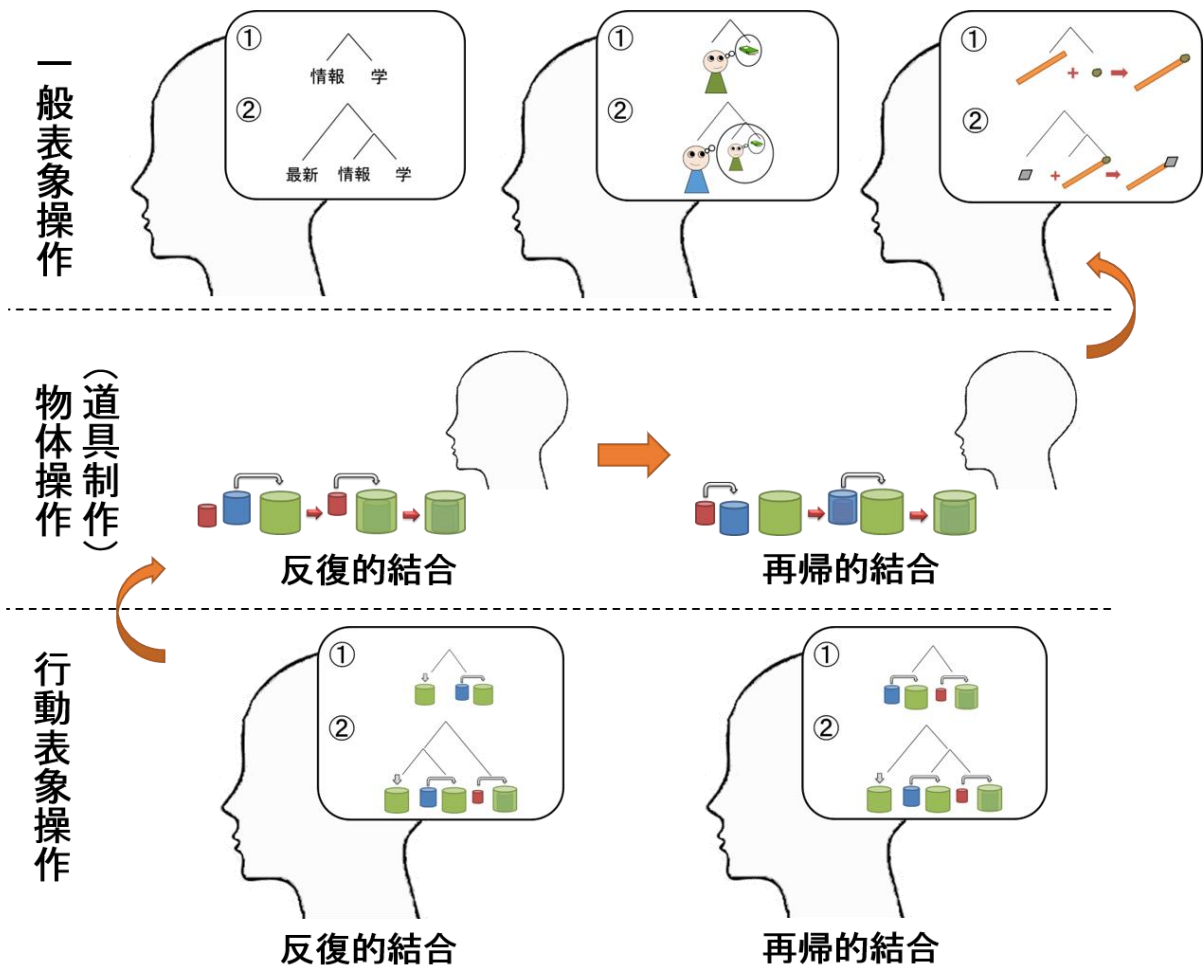 一般表象操作
①
情報 学
②
最新 情報 学
①
②
①
+
②
+
物体操作
(道具制作)
反復的結合
再帰的結合
行動表象操作
①
②
①
②
反復的結合
再帰的結合